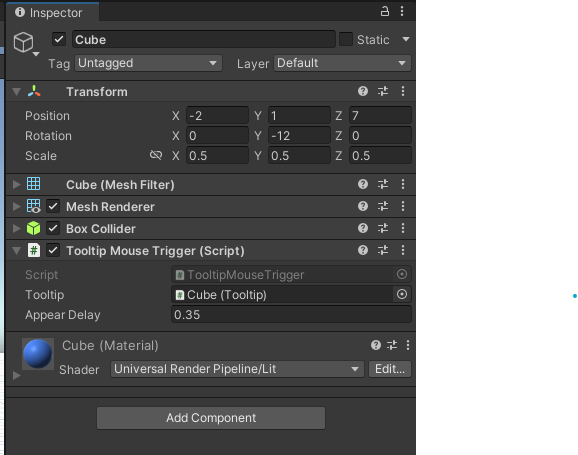 Inspector
Cube Static
Tag Untagged Layer Default
Transform
Position X -2 Y 1 Z 7
Rotation X 0 Y -12 Z 0
Scale X 0.5 Y 0.5 Z 0.5
Cube (Mesh Filter)
Mesh Renderer
Box Collider
# Tooltip Mouse Trigger (Script)
Script # TooltipMouseTrigger
Tooltip # Cube (Tooltip)
Appear Delay 0.35
Cube (Material)
Shader Universal Render Pipeline/Lit Edit...
Add Component